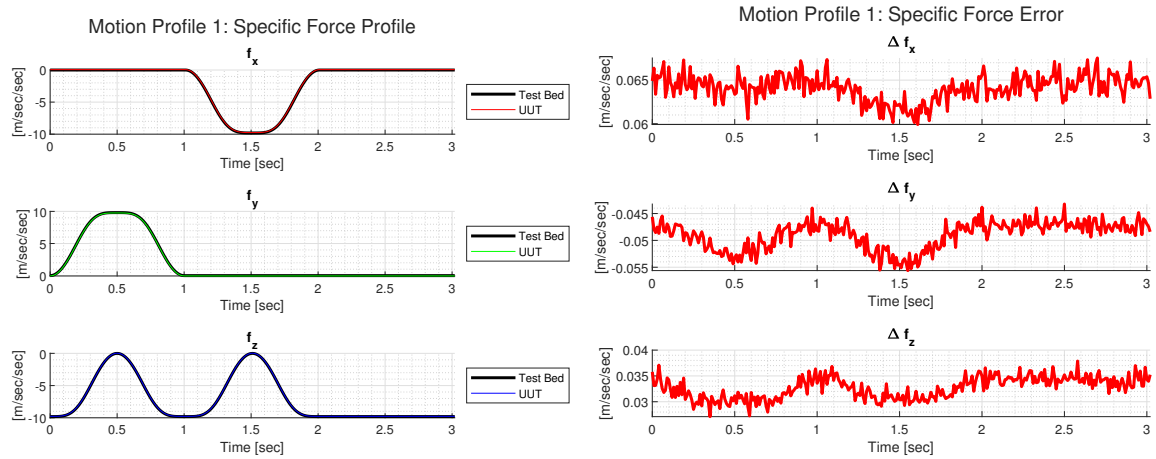 Motion Profile 1: Specific Force Profile
f_x
[m/sec/sec]
0
-5
-10
0 0.5 1 1.5 2 2.5 3
Time [sec]
Test Bed
UUT
f_y
[m/sec/sec]
10
5
0
0 0.5 1 1.5 2 2.5 3
Time [sec]
Test Bed
UUT
f_z
[m/sec/sec]
0
-5
-10
0 0.5 1 1.5 2 2.5 3
Time [sec]
Test Bed
UUT
Motion Profile 1: Specific Force Error
Δ f_x
[m/sec/sec]
0.065
0.06
0 0.5 1 1.5 2 2.5 3
Time [sec]
Δ f_y
[m/sec/sec]
-0.045
-0.05
-0.055
0 0.5 1 1.5 2 2.5 3
Time [sec]
Δ f_z
[m/sec/sec]
0.04
0.035
0.03
0 0.5 1 1.5 2 2.5 3
Time [sec]